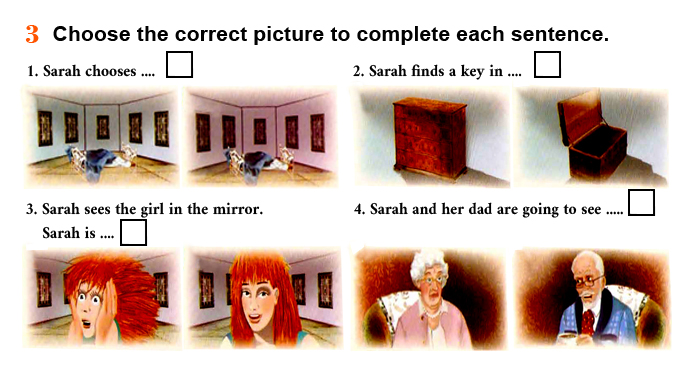 3 Choose the correct picture to complete each sentence.
1. Sarah chooses ....
2. Sarah finds a key in ....
3. Sarah sees the girl in the mirror.
Sarah is ....
4. Sarah and her dad are going to see .....